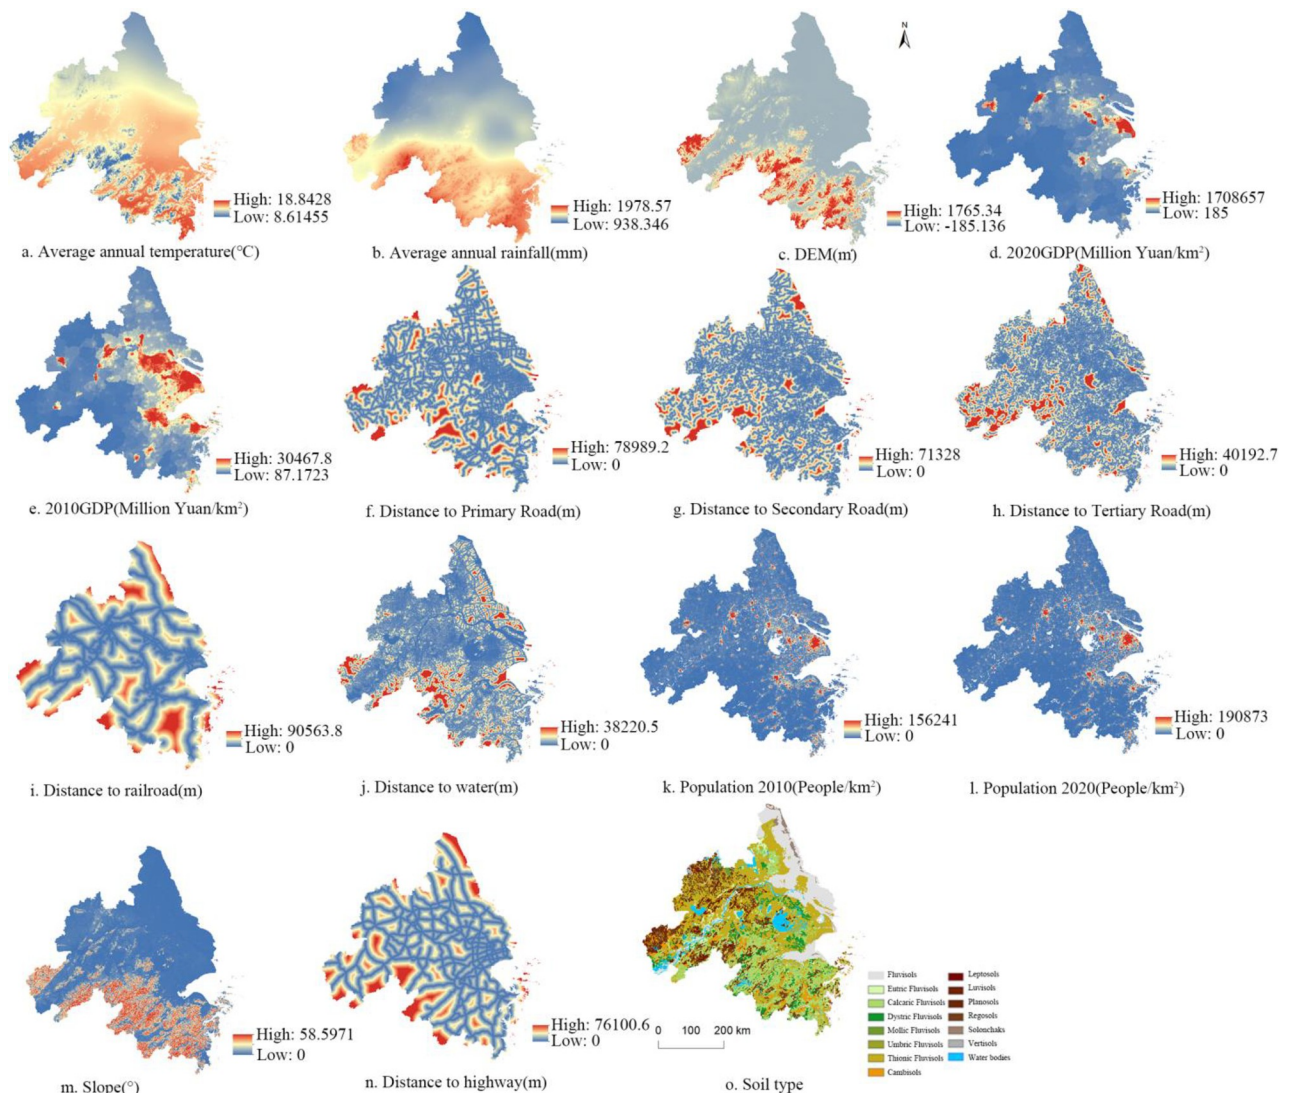 N
High: 18.8428
Low: 8.61455
a. Average annual temperature(°C)
High: 1978.57
Low: 938.346
b. Average annual rainfall(mm)
High: 1765.34
Low: -185.136
c. DEM(m)
High: 1708657
Low: 185
d. 2020GDP(Million Yuan/km²)
High: 30467.8
Low: 87.1723
e. 2010GDP(Million Yuan/km²)
High: 78989.2
Low: 0
f. Distance to Primary Road(m)
High: 71328
Low: 0
g. Distance to Secondary Road(m)
High: 40192.7
Low: 0
h. Distance to Tertiary Road(m)
High: 90563.8
Low: 0
i. Distance to railroad(m)
High: 38220.5
Low: 0
j. Distance to water(m)
High: 156241
Low: 0
k. Population 2010(People/km²)
High: 190873
Low: 0
l. Population 2020(People/km²)
High: 58.5971
Low: 0
m. Slope(°)
High: 76100.6
Low: 0
n. Distance to highway(m)
0 100 200 km
Fluvisols
Eutric Fluvisols
Calcaric Fluvisols
Dystric Fluvisols
Mollic Fluvisols
Umbric Fluvisols
Thionic Fluvisols
Cambisols
Leptosols
Luvisols
Planosols
Regosols
Solonchaks
Vertisols
Water bodies
o. Soil type